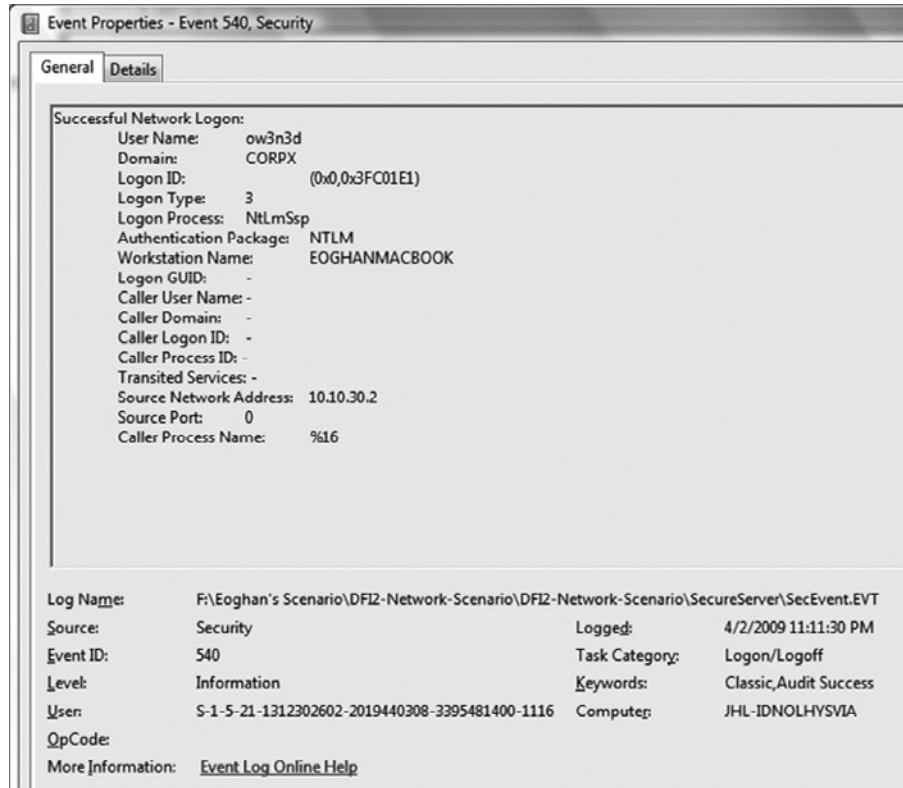 Event Properties - Event 540, Security
General Details
Successful Network Logon:
User Name: ow3n3d
Domain: CORPX
Logon ID: (0x0,0x3FC01E1)
Logon Type: 3
Logon Process: NtLmSsp
Authentication Package: NTLM
Workstation Name: EOGHANMACBOOK
Logon GUID: -
Caller User Name: -
Caller Domain: -
Caller Logon ID: -
Caller Process ID: -
Transited Services: -
Source Network Address: 10.10.30.2
Source Port: 0
Caller Process Name: %16
Log Name: F:\Eoghan's Scenario\DFI2-Network-Scenario\DFI2-Network-Scenario\SecureServer\SecEvent.EVT
Source: Security Logged: 4/2/2009 11:11:30 PM
Event ID: 540 Task Category: Logon/Logoff
Level: Information Keywords: Classic,Audit Success
User: S-1-5-21-1312302602-2019440308-3395481400-1116 Computer: JHL-IDNOLHYSVIA
OpCode:
More Information: Event Log Online Help